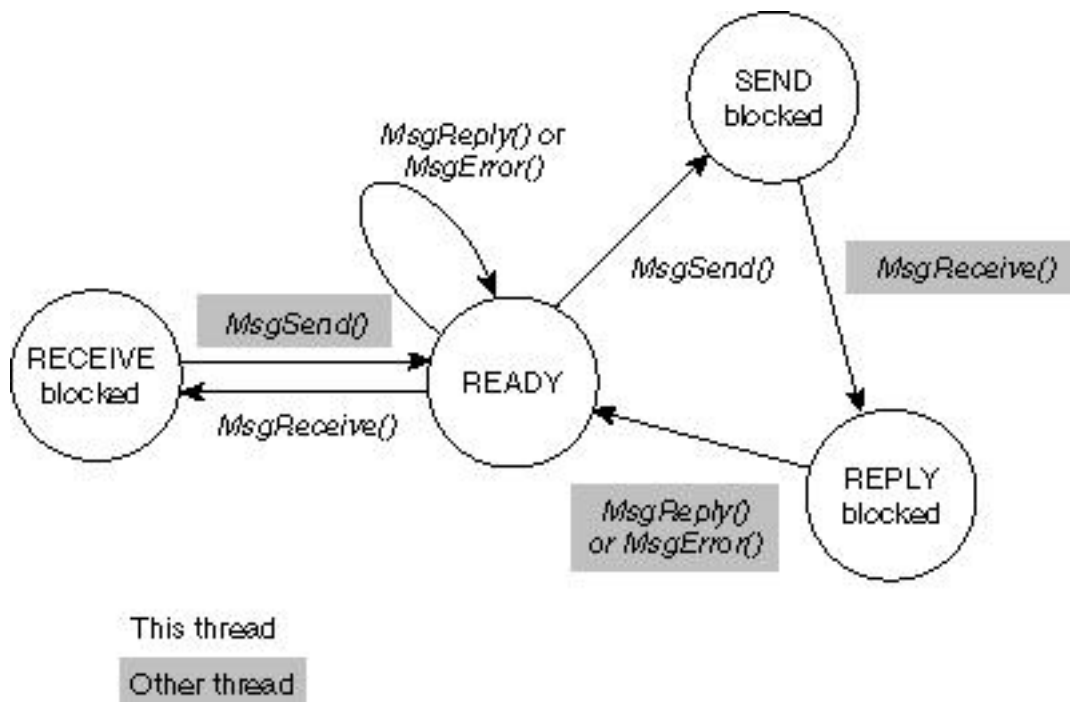 SEND
blocked
MsgReply() or
MsgError()
MsgSend()
MsgReceive()
MsgSend()
RECEIVE
blocked
READY
MsgReceive()
REPLY
blocked
MsgReply()
or MsgError()
This thread
Other thread